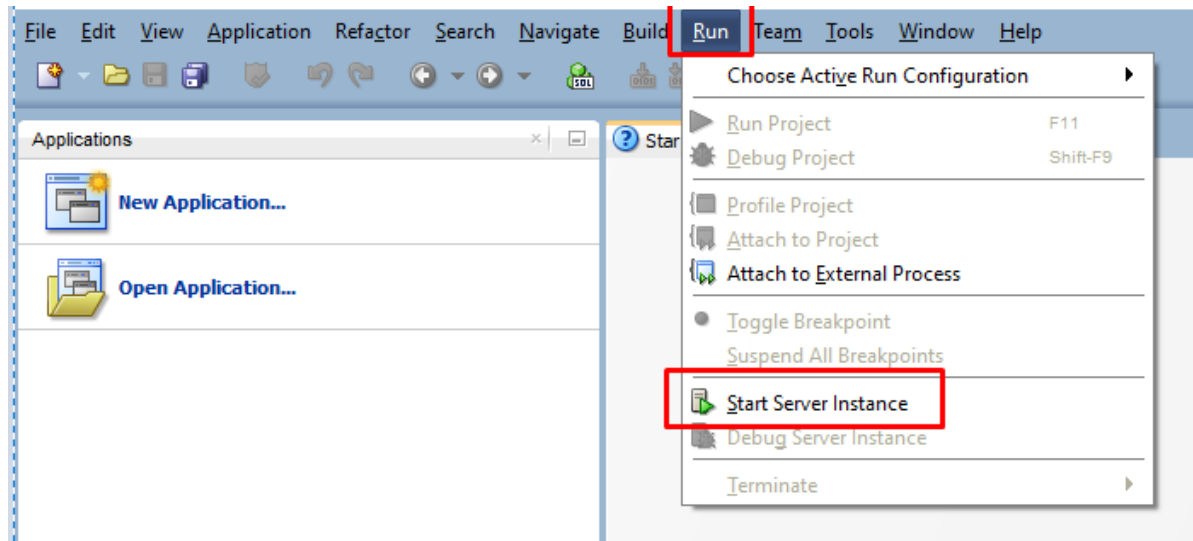 File Edit View Application Refactor Search Navigate Build Run Team Tools Window Help
SQL
Applications
Star
New Application...
Open Application...
Choose Active Run Configuration
Run Project F11
Debug Project Shift-F9
Profile Project
Attach to Project
Attach to External Process
Toggle Breakpoint
Suspend All Breakpoints
Start Server Instance
Debug Server Instance
Terminate